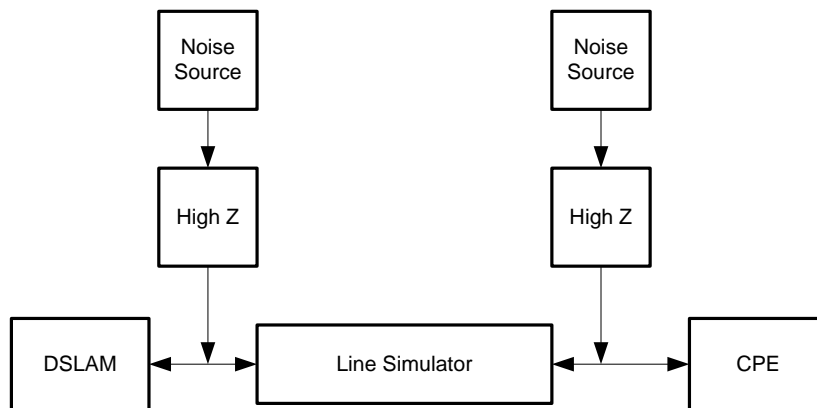 Noise
Source
Noise
Source
High Z
High Z
DSLAM
Line Simulator
CPE